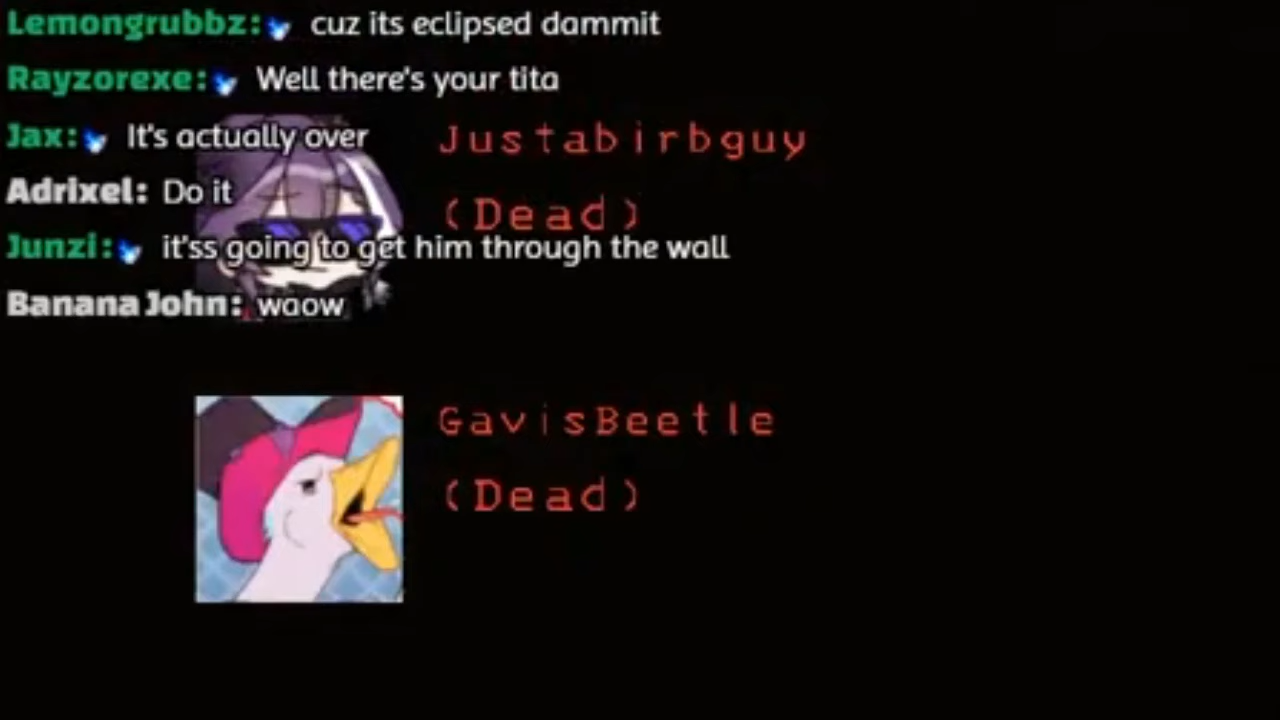 Lemongrubbz: cuz its eclipsed dammit
Rayzorexe: Well there's your tita
Jax: It's actually over
Justabirbguy
Adrixel: Do it
(Dead)
Junzi: it'ss going to get him through the wall
Banana John: waow
GavisBeetle
(Dead)